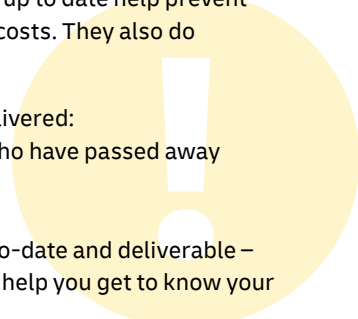 up to date help prevent
costs. They also do
livered:
ho have passed away
o-date and deliverable –
help you get to know your